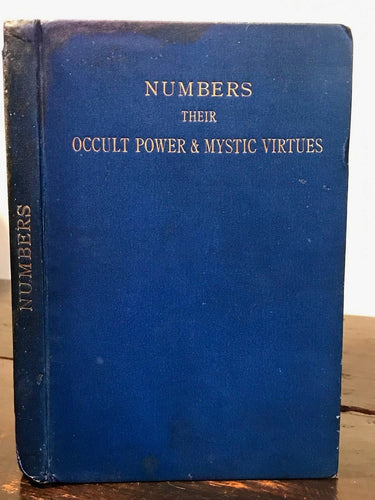 NUMBERS
THEIR
OCCULT POWER & MYSTIC VIRTUES
NUMBERS